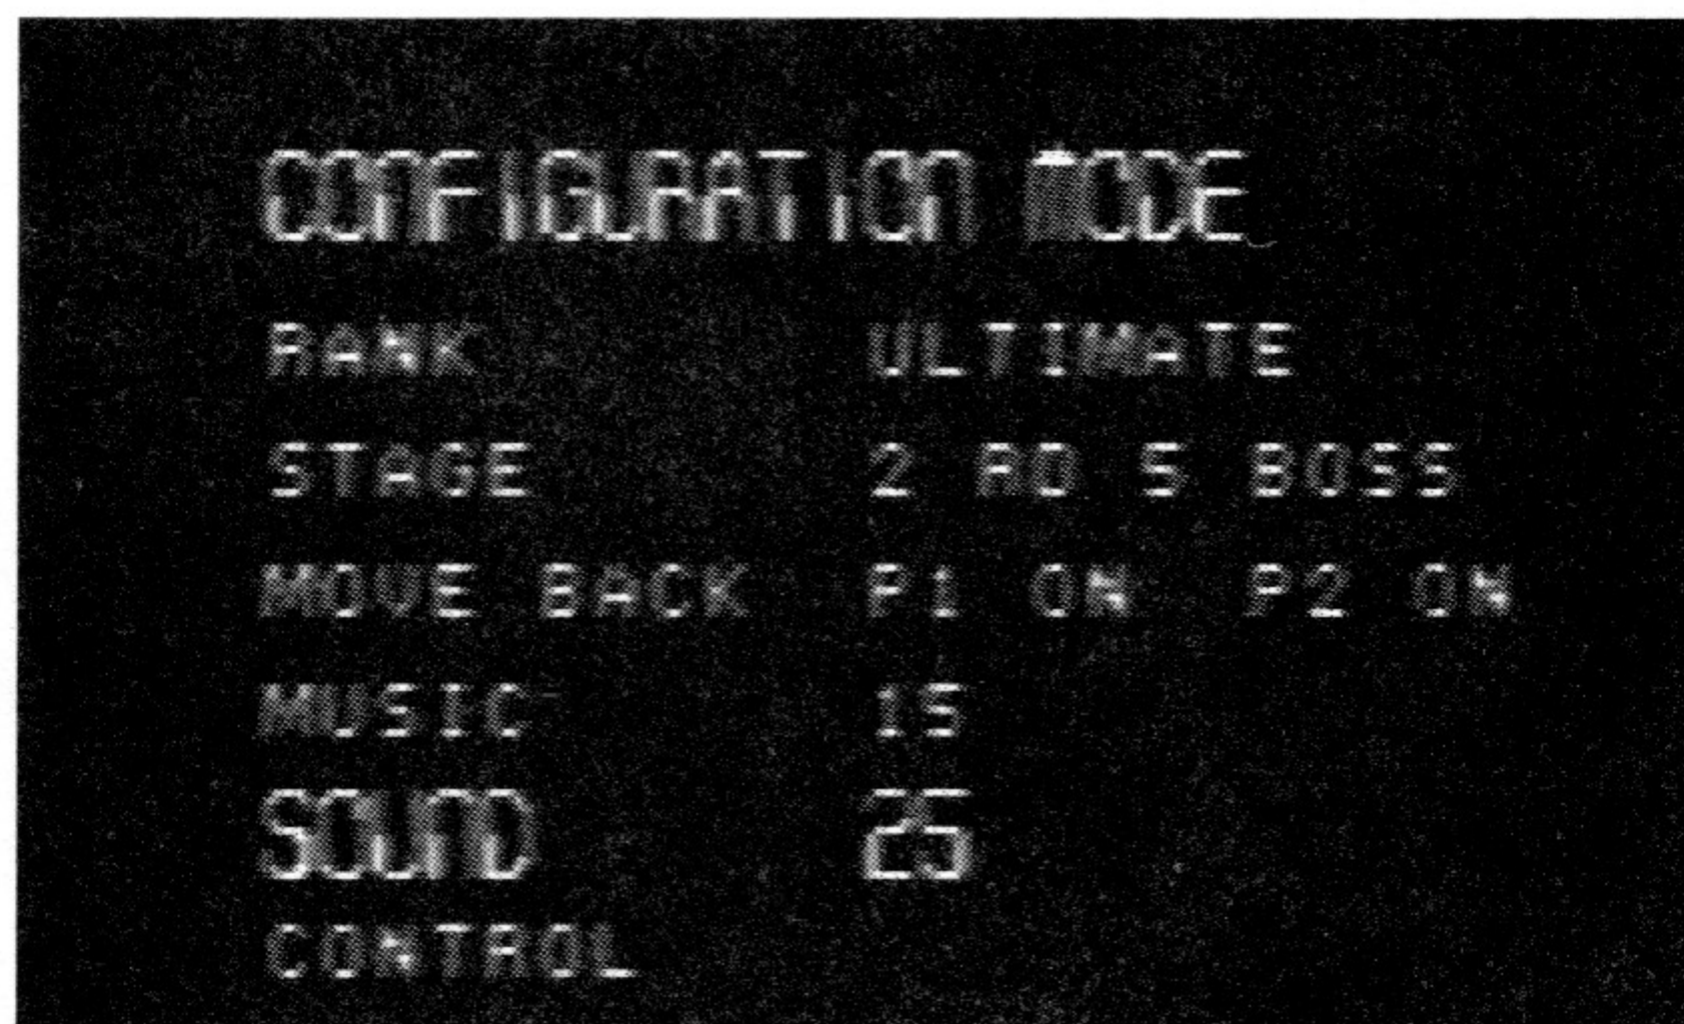 CONFIGURATION MODE
RANK ULTIMATE
STAGE 2 RD 5 BOSS
MOVE BACK P1 ON P2 ON
MUSIC 15
SOUND 25
CONTROL